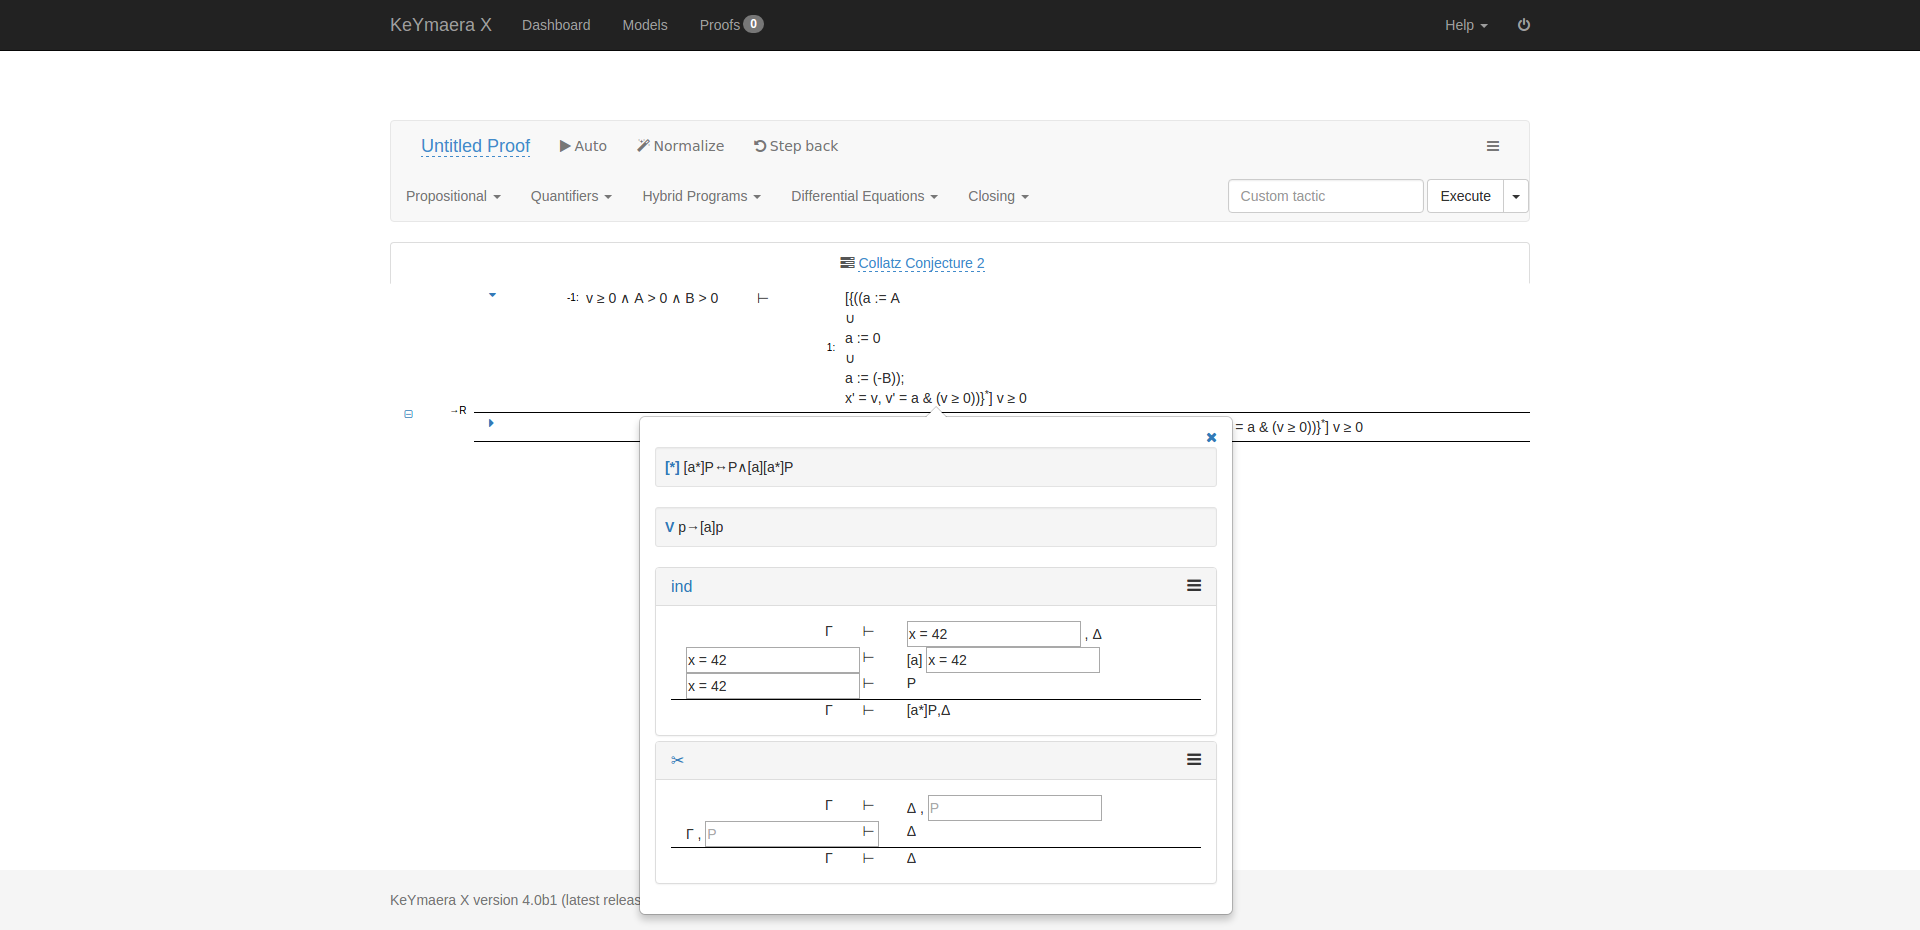 KeYmaera X Dashboard Models Proofs 0 Help
Untitled Proof Auto Normalize Step back
Propositional Quantifiers Hybrid Programs Differential Equations Closing Custom tactic Execute
Collatz Conjecture 2
-1: v ≥ 0 ∧ A > 0 ∧ B > 0 ⊢ [{((a := A
∪
1: a := 0
∪
a := (-B));
x' = v, v' = a & (v ≥ 0))}*] v ≥ 0
→R
= a & (v ≥ 0))}*] v ≥ 0
[*] [a*]P↔P∧[a][a*]P
V p→[a]p
ind
Γ ⊢ x = 42 , Δ
x = 42 ⊢ [a] x = 42
x = 42 ⊢ P
Γ ⊢ [a*]P,Δ
Γ ⊢ Δ , P
Γ , P ⊢ Δ
Γ ⊢ Δ
KeYmaera X version 4.0b1 (latest releas